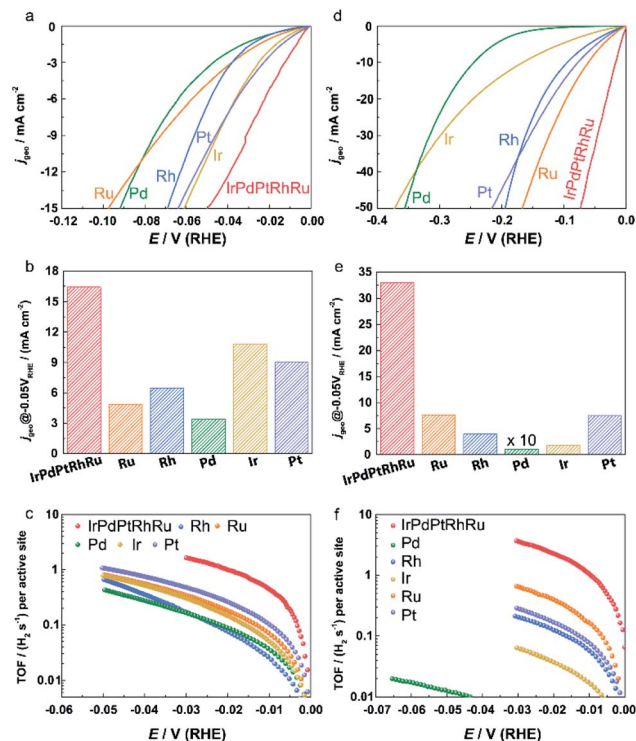 a
0
-3
-6
-9
-12
-15
j_geo / mA cm⁻²
Ru
Pd
Rh
Pt
Ir
IrPdPtRhRu
-0.12 -0.10 -0.08 -0.06 -0.04 -0.02 0.00
E / V (RHE)
d
0
-10
-20
-30
-40
-50
j_geo / mA cm⁻²
Ir
Pd
Pt
Rh
Ru
IrPdPtRhRu
-0.4 -0.3 -0.2 -0.1 0.0
E / V (RHE)
b
18
15
12
9
6
3
0
j_geo@-0.05V_RHE / (mA cm⁻²)
IrPdPtRhRu Ru Rh Pd Ir Pt
e
35
30
25
20
15
10
5
0
j_geo@-0.05V_RHE / (mA cm⁻²)
x 10
IrPdPtRhRu Ru Rh Pd Ir Pt
c
IrPdPtRhRu Rh Ru
Pd Ir Pt
10
1
0.1
0.01
TOF / (H₂ s⁻¹) per active site
-0.06 -0.05 -0.04 -0.03 -0.02 -0.01 0.00
E / V (RHE)
f
IrPdPtRhRu
Pd
Rh
Ir
Ru
Pt
10
1
0.1
0.01
TOF / (H₂ s⁻¹) per active site
-0.07 -0.06 -0.05 -0.04 -0.03 -0.02 -0.01 0.00
E / V (RHE)